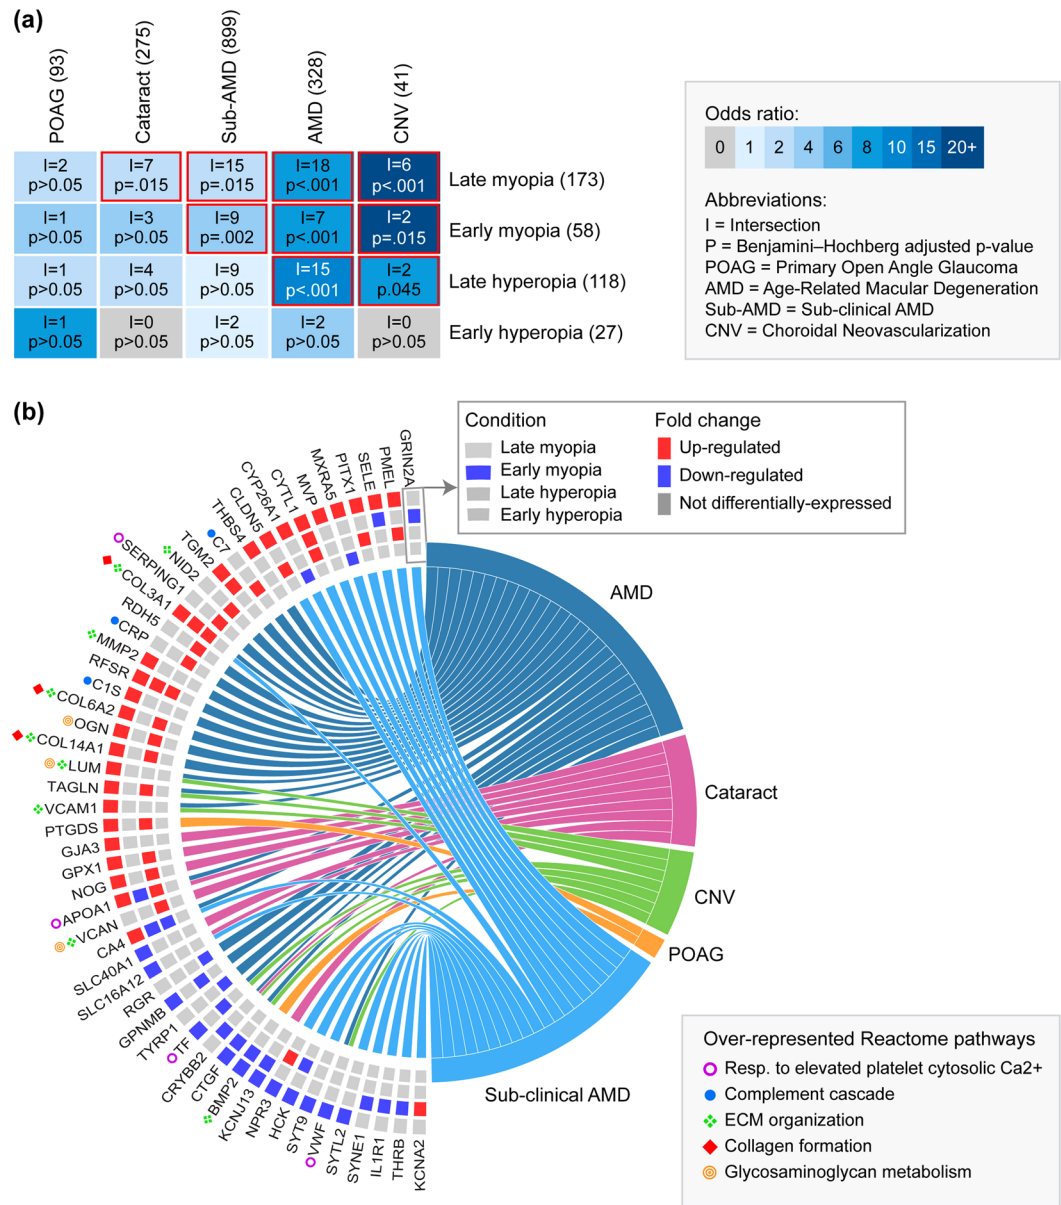 (a)
POAG (93)
Cataract (275)
Sub-AMD (899)
AMD (328)
CNV (41)
I=2
p>0.05
I=7
p=.015
I=15
p=.015
I=18
p<.001
I=6
p<.001
Late myopia (173)
I=1
p>0.05
I=3
p>0.05
I=9
p=.002
I=7
p<.001
I=2
p=.015
Early myopia (58)
I=1
p>0.05
I=4
p>0.05
I=9
p>0.05
I=15
p<.001
I=2
p.045
Late hyperopia (118)
I=1
p>0.05
I=0
p>0.05
I=2
p>0.05
I=2
p>0.05
I=0
p>0.05
Early hyperopia (27)
Odds ratio:
0 1 2 4 6 8 10 15 20+
Abbreviations:
I = Intersection
P = Benjamini–Hochberg adjusted p-value
POAG = Primary Open Angle Glaucoma
AMD = Age-Related Macular Degeneration
Sub-AMD = Sub-clinical AMD
CNV = Choroidal Neovascularization
(b)
Condition
Late myopia
Early myopia
Late hyperopia
Early hyperopia
Fold change
Up-regulated
Down-regulated
Not differentially-expressed
GRIN2A
PMEL
SELE
PITX1
MXRA5
MVP
CYTL1
CYP26A1
CLDN5
THBS4
C7
TGM2
NID2
SERPING1
COL3A1
RDH5
CRP
MMP2
RFSR
C1S
COL6A2
OGN
COL14A1
LUM
TAGLN
VCAM1
PTGDS
GJA3
GPX1
NOG
APOA1
VCAN
CA4
SLC40A1
SLC16A12
RGR
GPNMB
TYRP1
TF
CRYBB2
CTGF
BMP2
KCNJ13
NPR3
HCK
SYT9
VWF
SYTL2
SYNE1
IL1R1
THRB
KCNA2
AMD
Cataract
CNV
POAG
Sub-clinical AMD
Over-represented Reactome pathways
Resp. to elevated platelet cytosolic Ca2+
Complement cascade
ECM organization
Collagen formation
Glycosaminoglycan metabolism